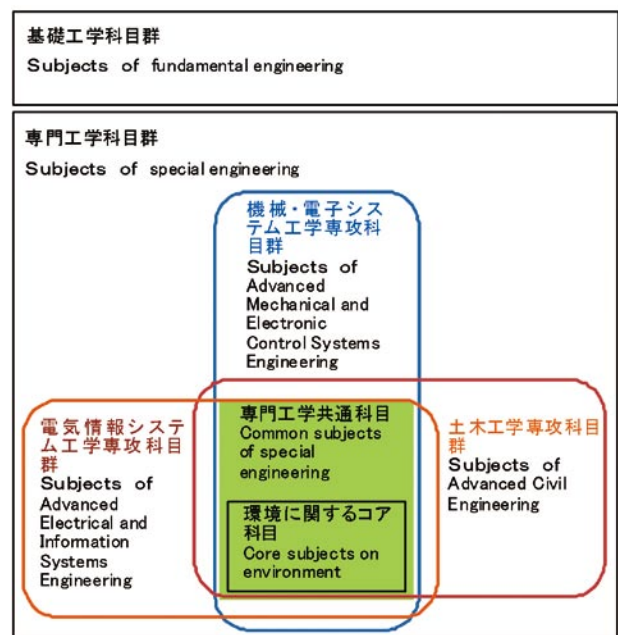 基礎工学科目群
Subjects of fundamental engineering
専門工学科目群
Subjects of special engineering
機械・電子シス
テム工学専攻科
目群
Subjects of
Advanced
Mechanical and
Electronic
Control Systems
Engineering
電気情報システ
ム工学専攻科目
群
Subjects of
Advanced
Electrical and
Information
Systems
Engineering
専門工学共通科目
Common subjects
of special
engineering
環境に関するコア
科目
Core subjects on
environment
土木工学専攻科目
群
Subjects of
Advanced Civil
Engineering